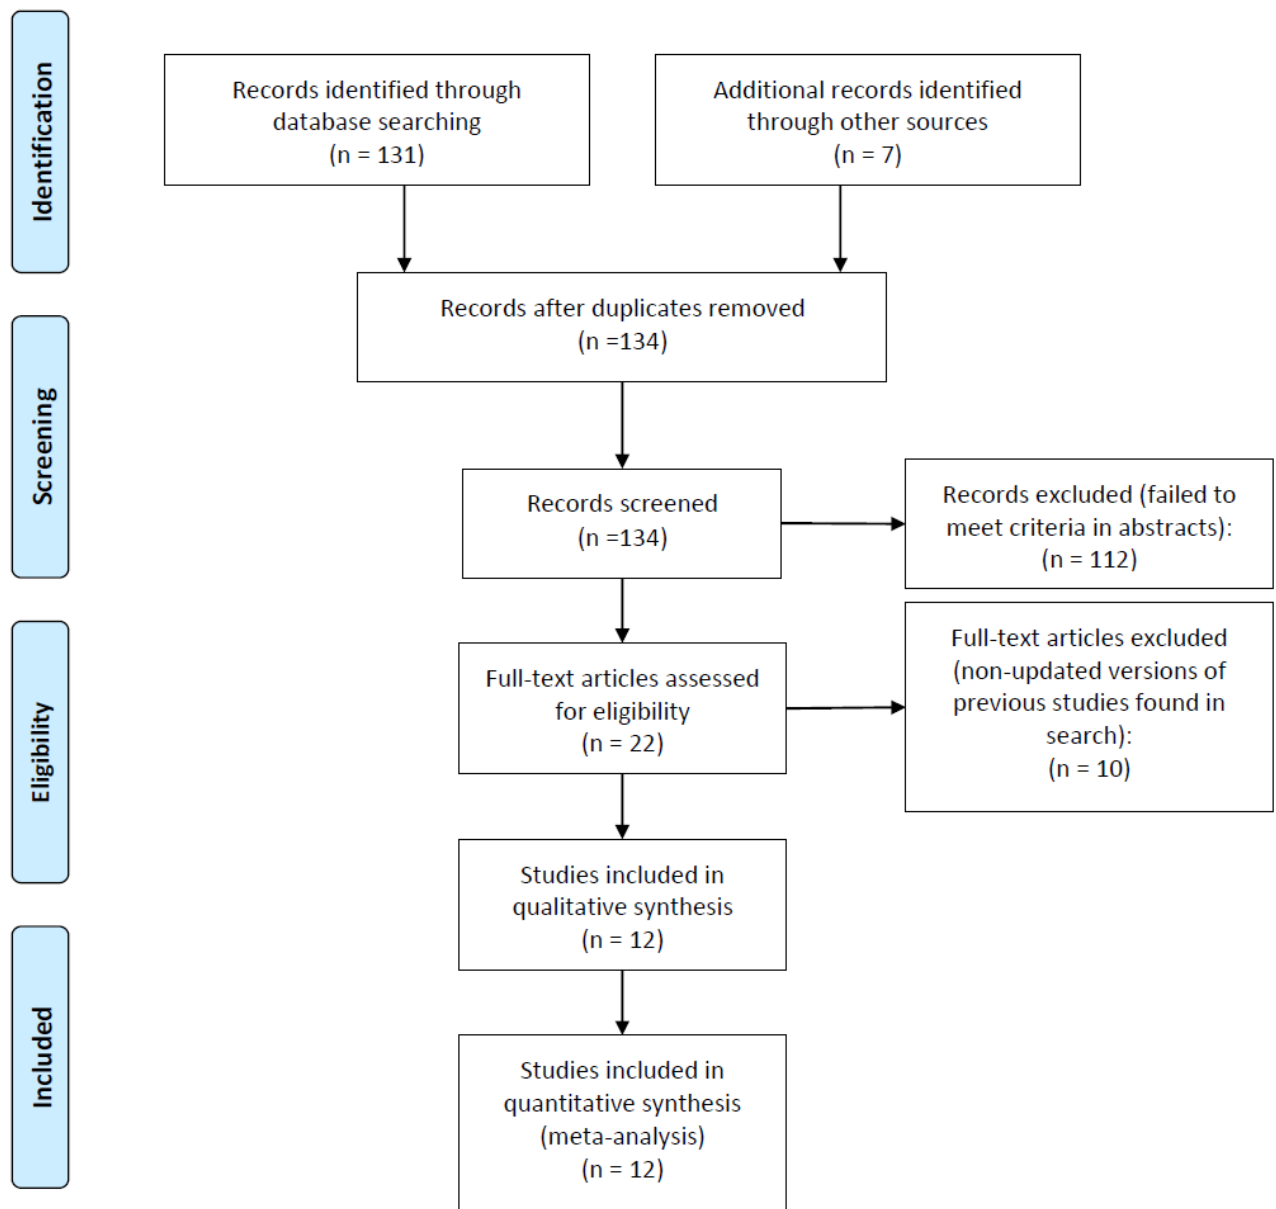 Identification
Records identified through
database searching
(n = 131)
Additional records identified
through other sources
(n = 7)
Records after duplicates removed
(n =134)
Screening
Records screened
(n =134)
Records excluded (failed to
meet criteria in abstracts):
(n = 112)
Eligibility
Full-text articles assessed
for eligibility
(n = 22)
Full-text articles excluded
(non-updated versions of
previous studies found in
search):
(n = 10)
Studies included in
qualitative synthesis
(n = 12)
Included
Studies included in
quantitative synthesis
(meta-analysis)
(n = 12)